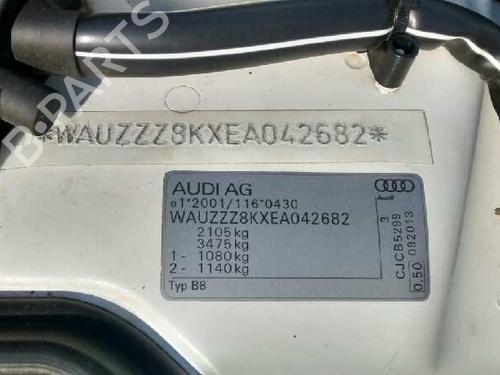 B PARTS
*WAUZZZ8KXEA042682*
AUDI AG
e1*2001/116*0430
WAUZZZ8KXEA042682
2105 kg
3475 kg
1 - 1080 kg
2 - 1140 kg
Typ B8
3
CJCB5299
0.50 092013